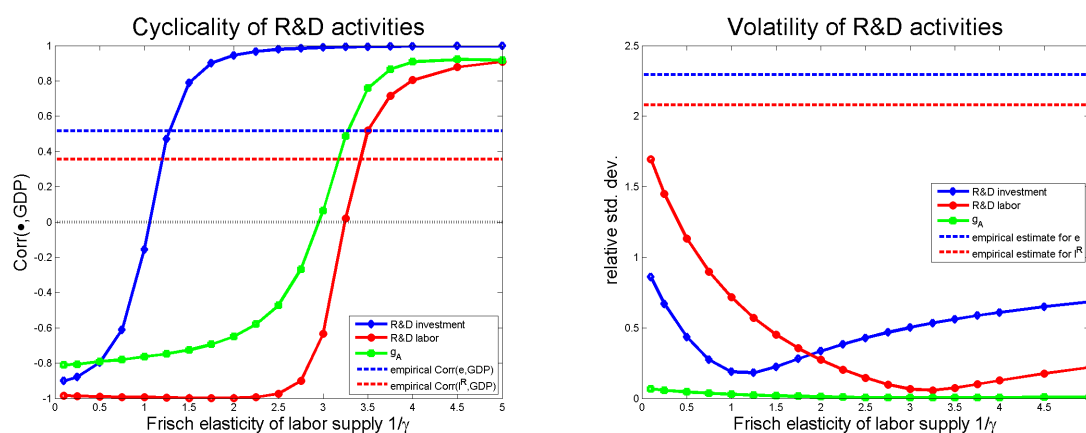 Cyclicality of R&D activities
Corr(●,GDP)
1
0.8
0.6
0.4
0.2
0
-0.2
-0.4
-0.6
-0.8
-1
R&D investment
R&D labor
gA
empirical Corr(e,GDP)
empirical Corr(lR,GDP)
0 0.5 1 1.5 2 2.5 3 3.5 4 4.5 5
Frisch elasticity of labor supply 1/γ
Volatility of R&D activities
relative std. dev.
2.5
2
1.5
1
0.5
0
R&D investment
R&D labor
gA
empirical estimate for e
empirical estimate for lR
0 0.5 1 1.5 2 2.5 3 3.5 4 4.5
Frisch elasticity of labor supply 1/γ